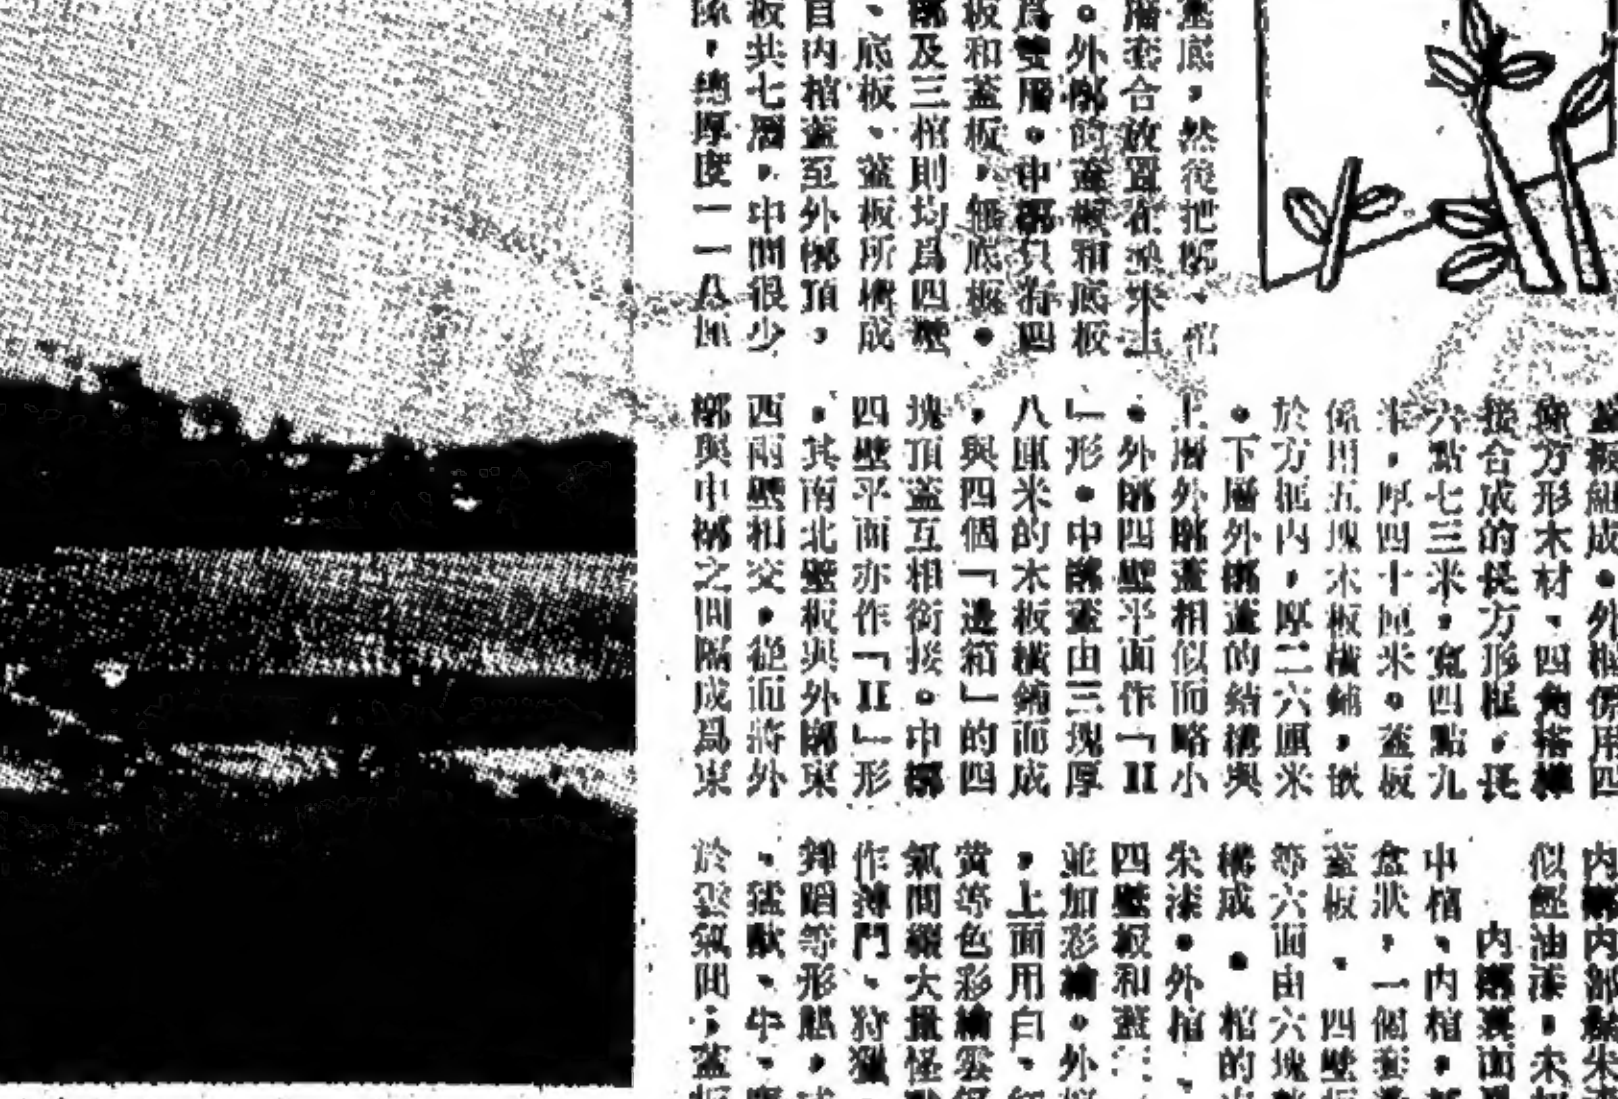 墓底，然後把槨、棺
層套合放置在墊木上
。外槨的蓋板和底板
爲雙層。中槨只有四
板和蓋板，無底板。
槨及三棺則均爲四壁
、底板、蓋板所構成
自內棺蓋至外槨頂，
板共七層，中間很少
，總厚度一一八
蓋板組成。外槨係用四
方形木材、四角搭榫
接合成的長方形框，長
六點七三米，寬四點九
米，厚四十厘米。蓋板
係用五塊木板橫鋪，嵌
於方框內，厚二六厘米
。下層外槨蓋的結構與
上層外槨蓋相似而略小
。外槨四壁平面作「II
」形。中槨蓋由三塊厚
八厘米的木板橫鋪而成
，與四個「邊箱」的四
塊頂蓋互相銜接。中槨
四壁平面亦作「II」形
，其南北壁板與外槨東
西兩壁相交，從而將外
槨與中槨之間隔成爲東
內槨內部
似經油漆，未
內槨裏面
中棺、內棺，
盒狀，一個套
蓋板、四壁
等六面由六塊
構成。棺的
朱漆。外棺
四壁板和蓋
並加彩繪。外
，上面用白、
黄等色彩繪雲
氣間綴大量怪
作搏鬥、狩獵
舞蹈等形態，
、猛獸、牛、
於雲氣間；蓋